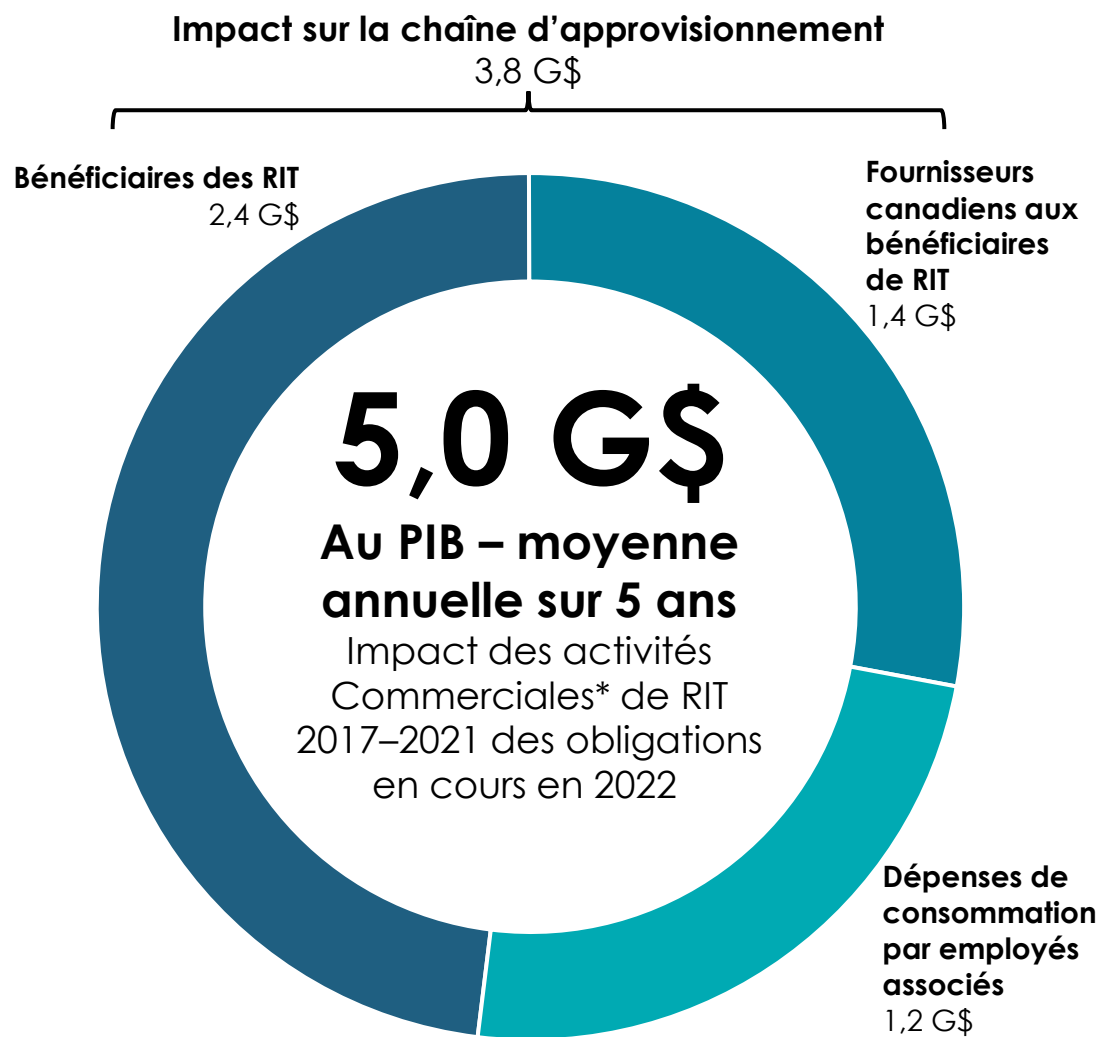 Impact sur la chaîne d’approvisionnement
3,8 G$
Bénéficiaires des RIT
2,4 G$
Fournisseurs
canadiens aux
bénéficiaires
de RIT
1,4 G$
5,0 G$
Au PIB – moyenne
annuelle sur 5 ans
Impact des activités
Commerciales* de RIT
2017–2021 des obligations
en cours en 2022
Dépenses de
consommation
par employés
associés
1,2 G$